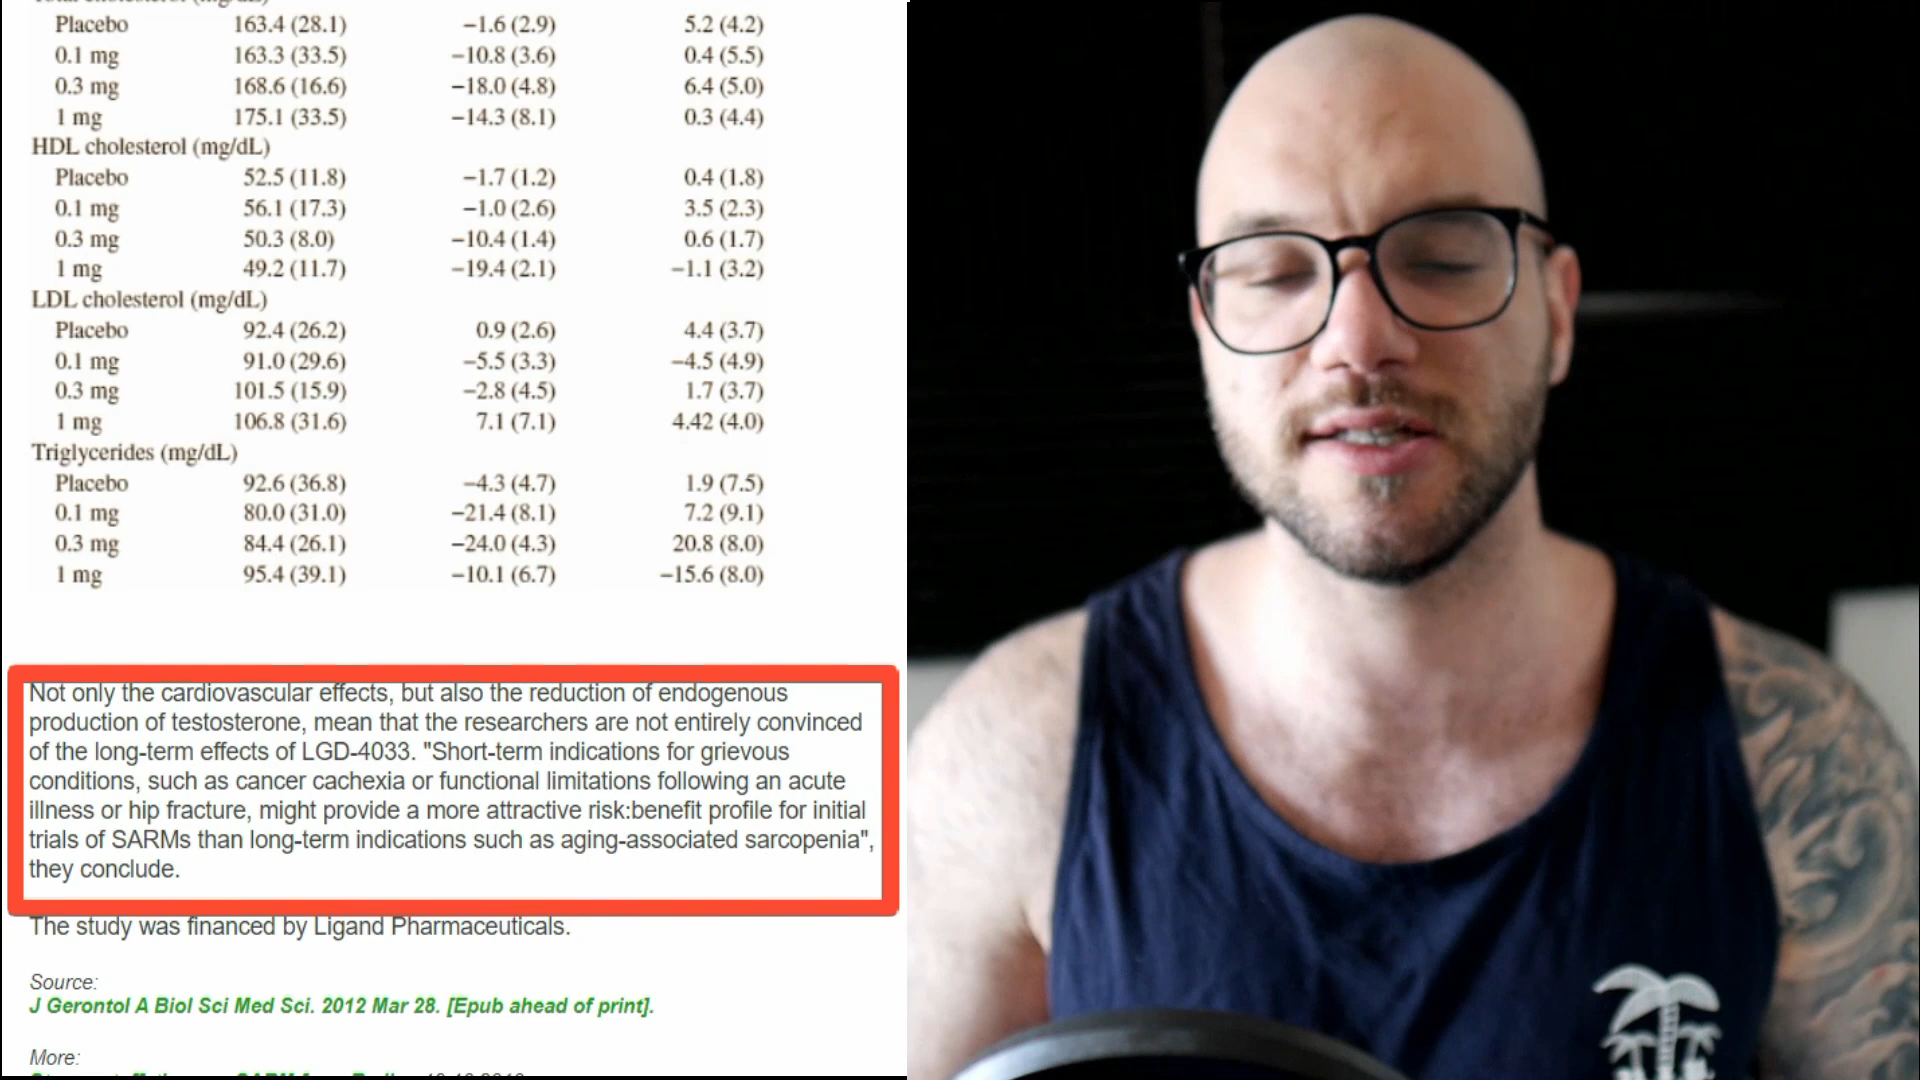 Total cholesterol (mg/dL)
Placebo 163.4 (28.1) −1.6 (2.9) 5.2 (4.2)
0.1 mg 163.3 (33.5) −10.8 (3.6) 0.4 (5.5)
0.3 mg 168.6 (16.6) −18.0 (4.8) 6.4 (5.0)
1 mg 175.1 (33.5) −14.3 (8.1) 0.3 (4.4)
HDL cholesterol (mg/dL)
Placebo 52.5 (11.8) −1.7 (1.2) 0.4 (1.8)
0.1 mg 56.1 (17.3) −1.0 (2.6) 3.5 (2.3)
0.3 mg 50.3 (8.0) −10.4 (1.4) 0.6 (1.7)
1 mg 49.2 (11.7) −19.4 (2.1) −1.1 (3.2)
LDL cholesterol (mg/dL)
Placebo 92.4 (26.2) 0.9 (2.6) 4.4 (3.7)
0.1 mg 91.0 (29.6) −5.5 (3.3) −4.5 (4.9)
0.3 mg 101.5 (15.9) −2.8 (4.5) 1.7 (3.7)
1 mg 106.8 (31.6) 7.1 (7.1) 4.42 (4.0)
Triglycerides (mg/dL)
Placebo 92.6 (36.8) −4.3 (4.7) 1.9 (7.5)
0.1 mg 80.0 (31.0) −21.4 (8.1) 7.2 (9.1)
0.3 mg 84.4 (26.1) −24.0 (4.3) 20.8 (8.0)
1 mg 95.4 (39.1) −10.1 (6.7) −15.6 (8.0)
Not only the cardiovascular effects, but also the reduction of endogenous
production of testosterone, mean that the researchers are not entirely convinced
of the long-term effects of LGD-4033. "Short-term indications for grievous
conditions, such as cancer cachexia or functional limitations following an acute
illness or hip fracture, might provide a more attractive risk:benefit profile for initial
trials of SARMs than long-term indications such as aging-associated sarcopenia",
they conclude.
The study was financed by Ligand Pharmaceuticals.
Source:
J Gerontol A Biol Sci Med Sci. 2012 Mar 28. [Epub ahead of print].
More: